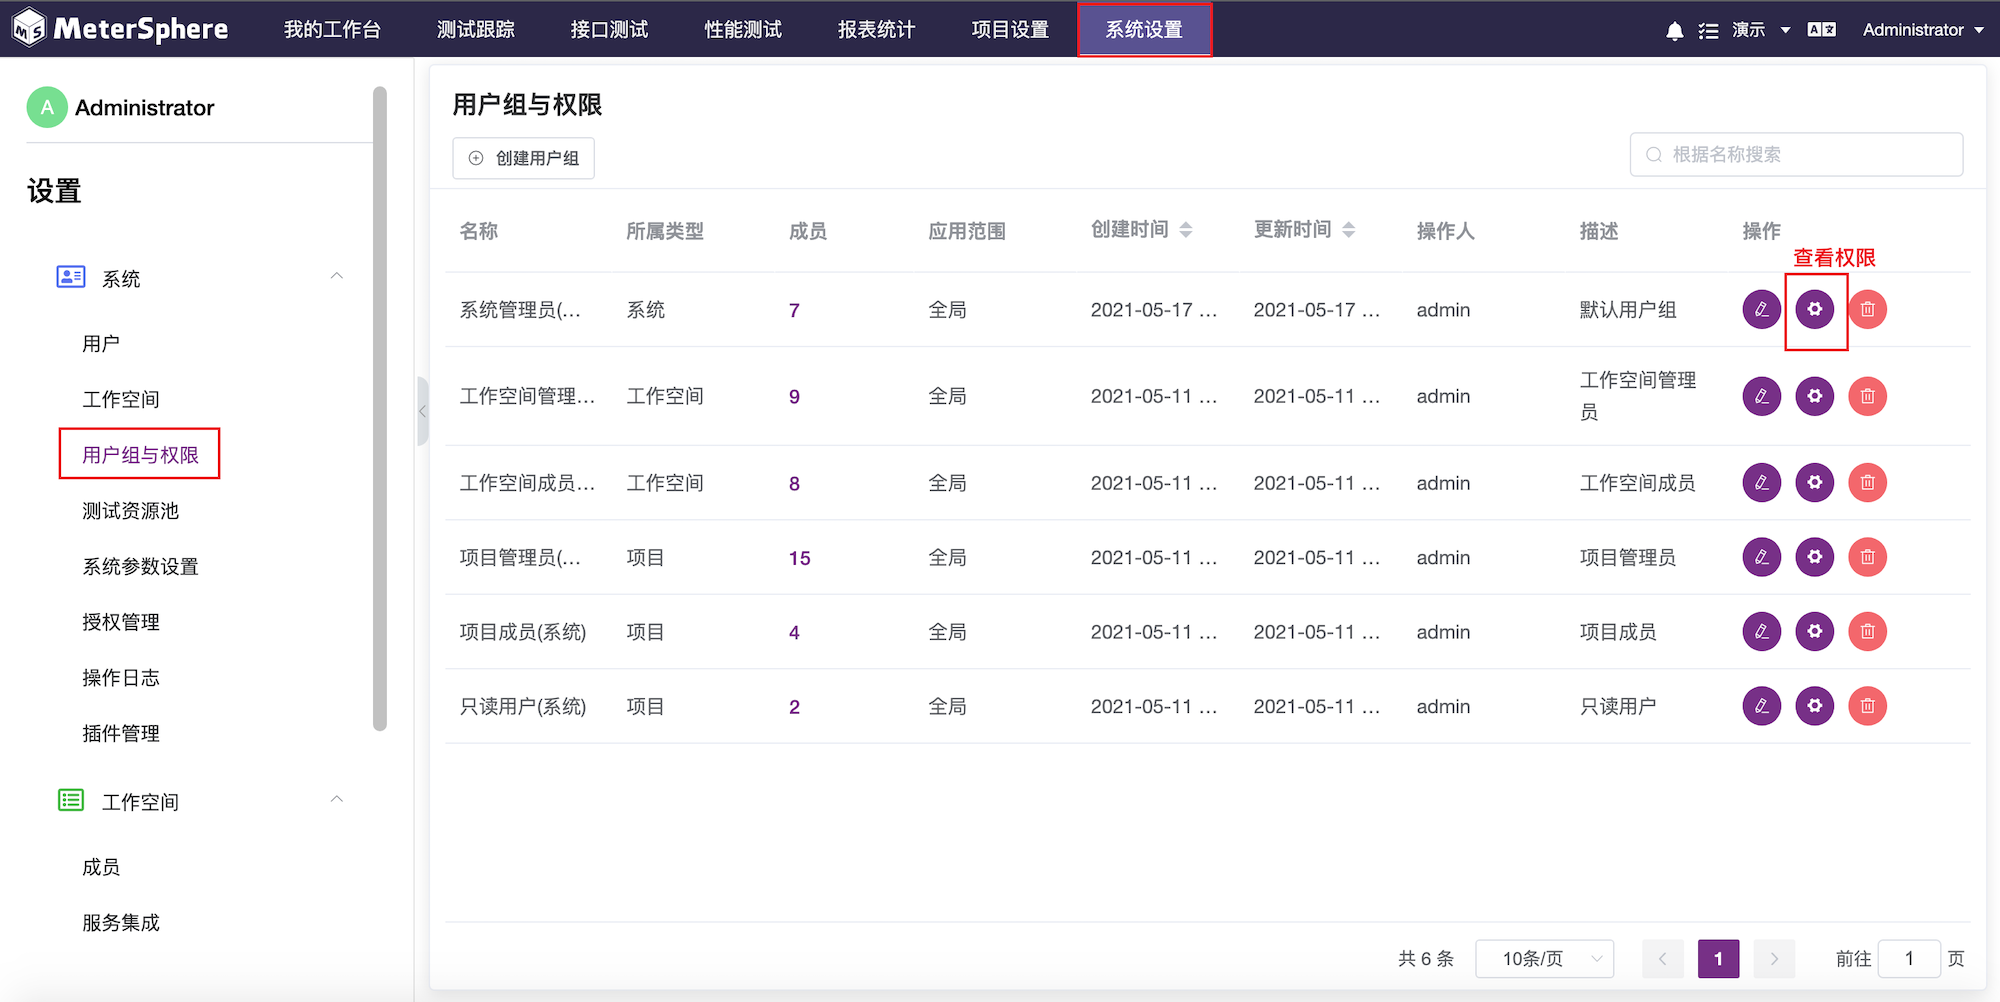 MeterSphere 我的工作台 测试跟踪 接口测试 性能测试 报表统计 项目设置 系统设置 演示 Administrator
A Administrator
设置
系统
用户
工作空间
用户组与权限
测试资源池
系统参数设置
授权管理
操作日志
插件管理
工作空间
成员
服务集成
用户组与权限
创建用户组
根据名称搜索
名称 所属类型 成员 应用范围 创建时间 更新时间 操作人 描述 操作
查看权限
系统管理员(... 系统 7 全局 2021-05-17 ... 2021-05-17 ... admin 默认用户组
工作空间管理... 工作空间 9 全局 2021-05-11 ... 2021-05-11 ... admin 工作空间管理
员
工作空间成员... 工作空间 8 全局 2021-05-11 ... 2021-05-11 ... admin 工作空间成员
项目管理员(... 项目 15 全局 2021-05-11 ... 2021-05-11 ... admin 项目管理员
项目成员(系统) 项目 4 全局 2021-05-11 ... 2021-05-11 ... admin 项目成员
只读用户(系统) 项目 2 全局 2021-05-11 ... 2021-05-11 ... admin 只读用户
共 6 条 10条/页 1 前往 1 页